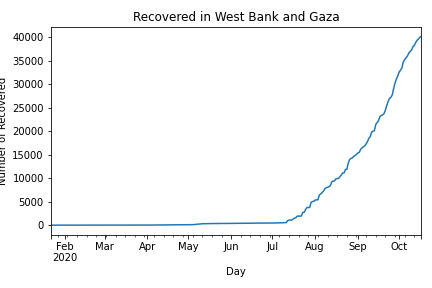 Recovered in West Bank and Gaza
Number of Recovered
40000
35000
30000
25000
20000
15000
10000
5000
0
Feb Mar Apr May Jun Jul Aug Sep Oct
2020
Day